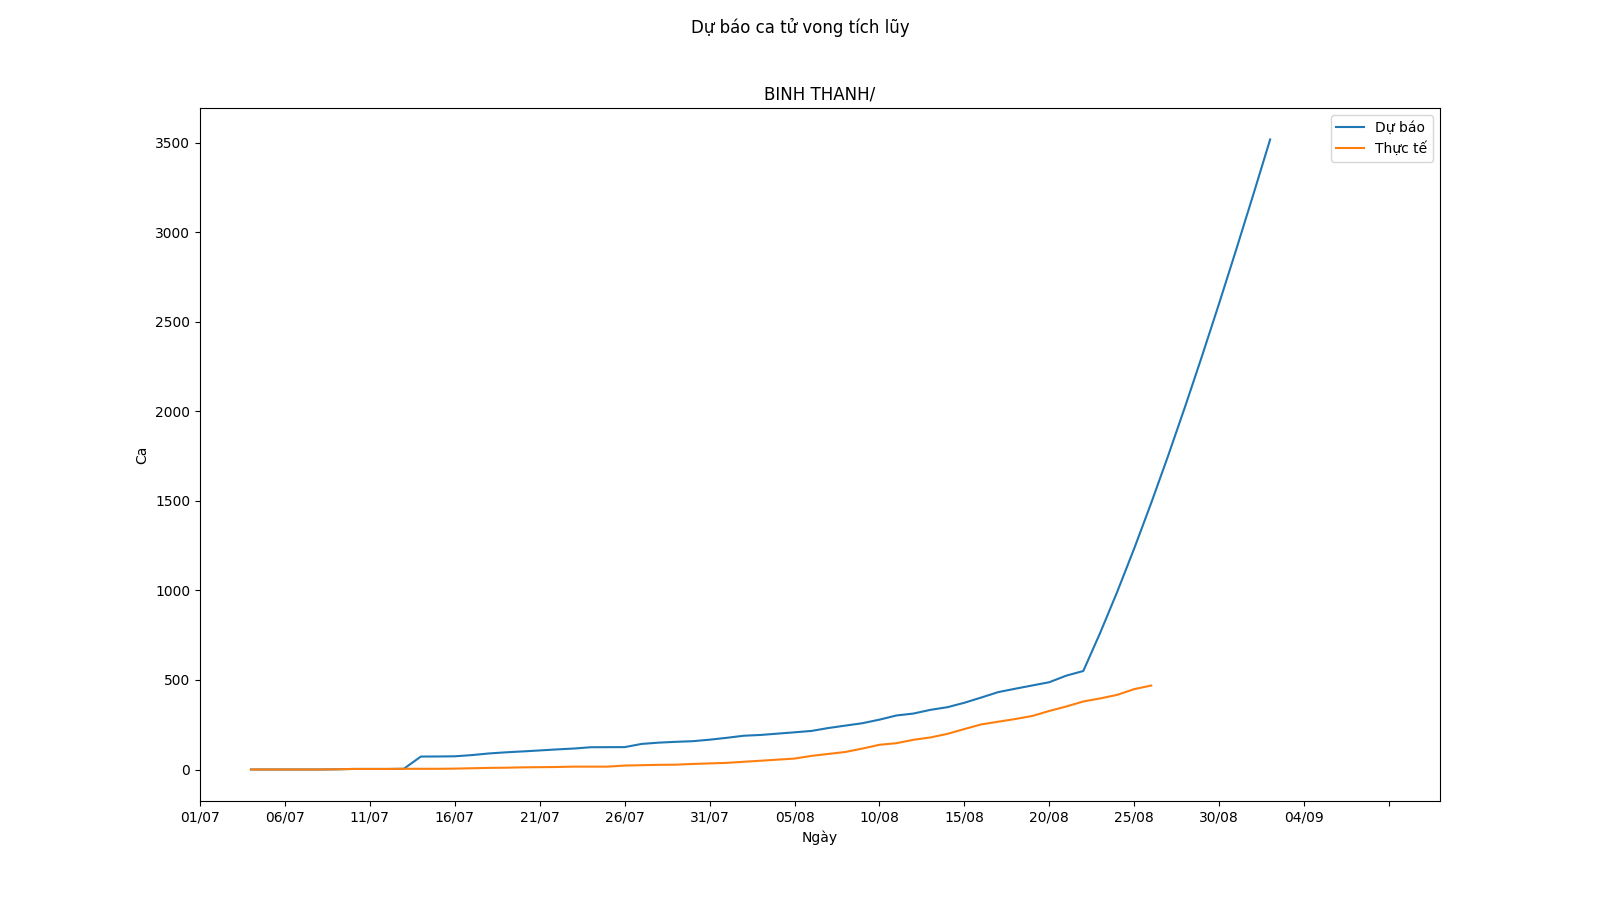 Dự báo ca tử vong tích lũy
BINH THANH/
Dự báo
Thực tế
3500
3000
2500
2000
1500
1000
500
0
Ca
01/07 06/07 11/07 16/07 21/07 26/07 31/07 05/08 10/08 15/08 20/08 25/08 30/08 04/09
Ngày